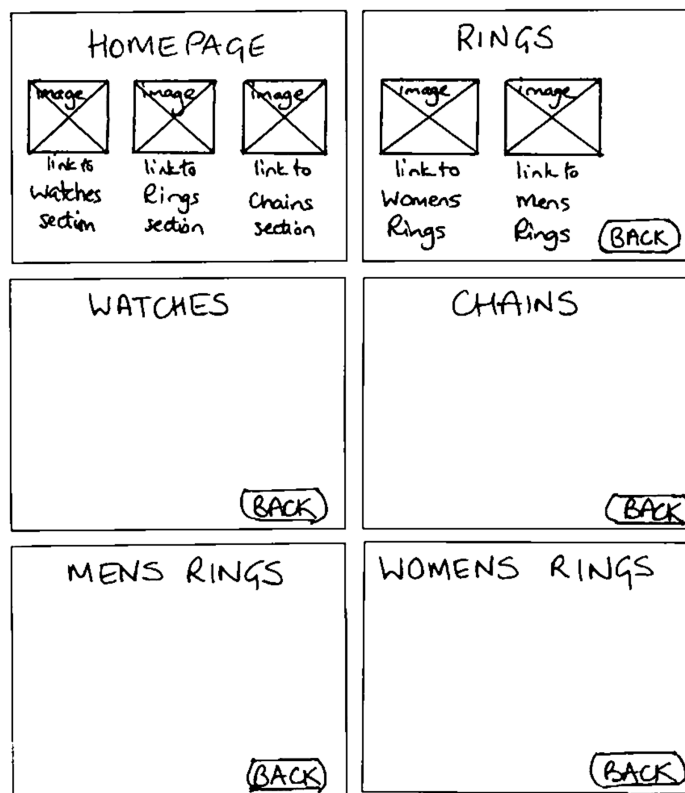 HOMEPAGE
image image image
link to link to link to
Watches Rings Chains
section section section
RINGS
image image
link to link to
Womens mens
Rings Rings
BACK
WATCHES
BACK
CHAINS
BACK
MENS RINGS
BACK
WOMENS RINGS
BACK